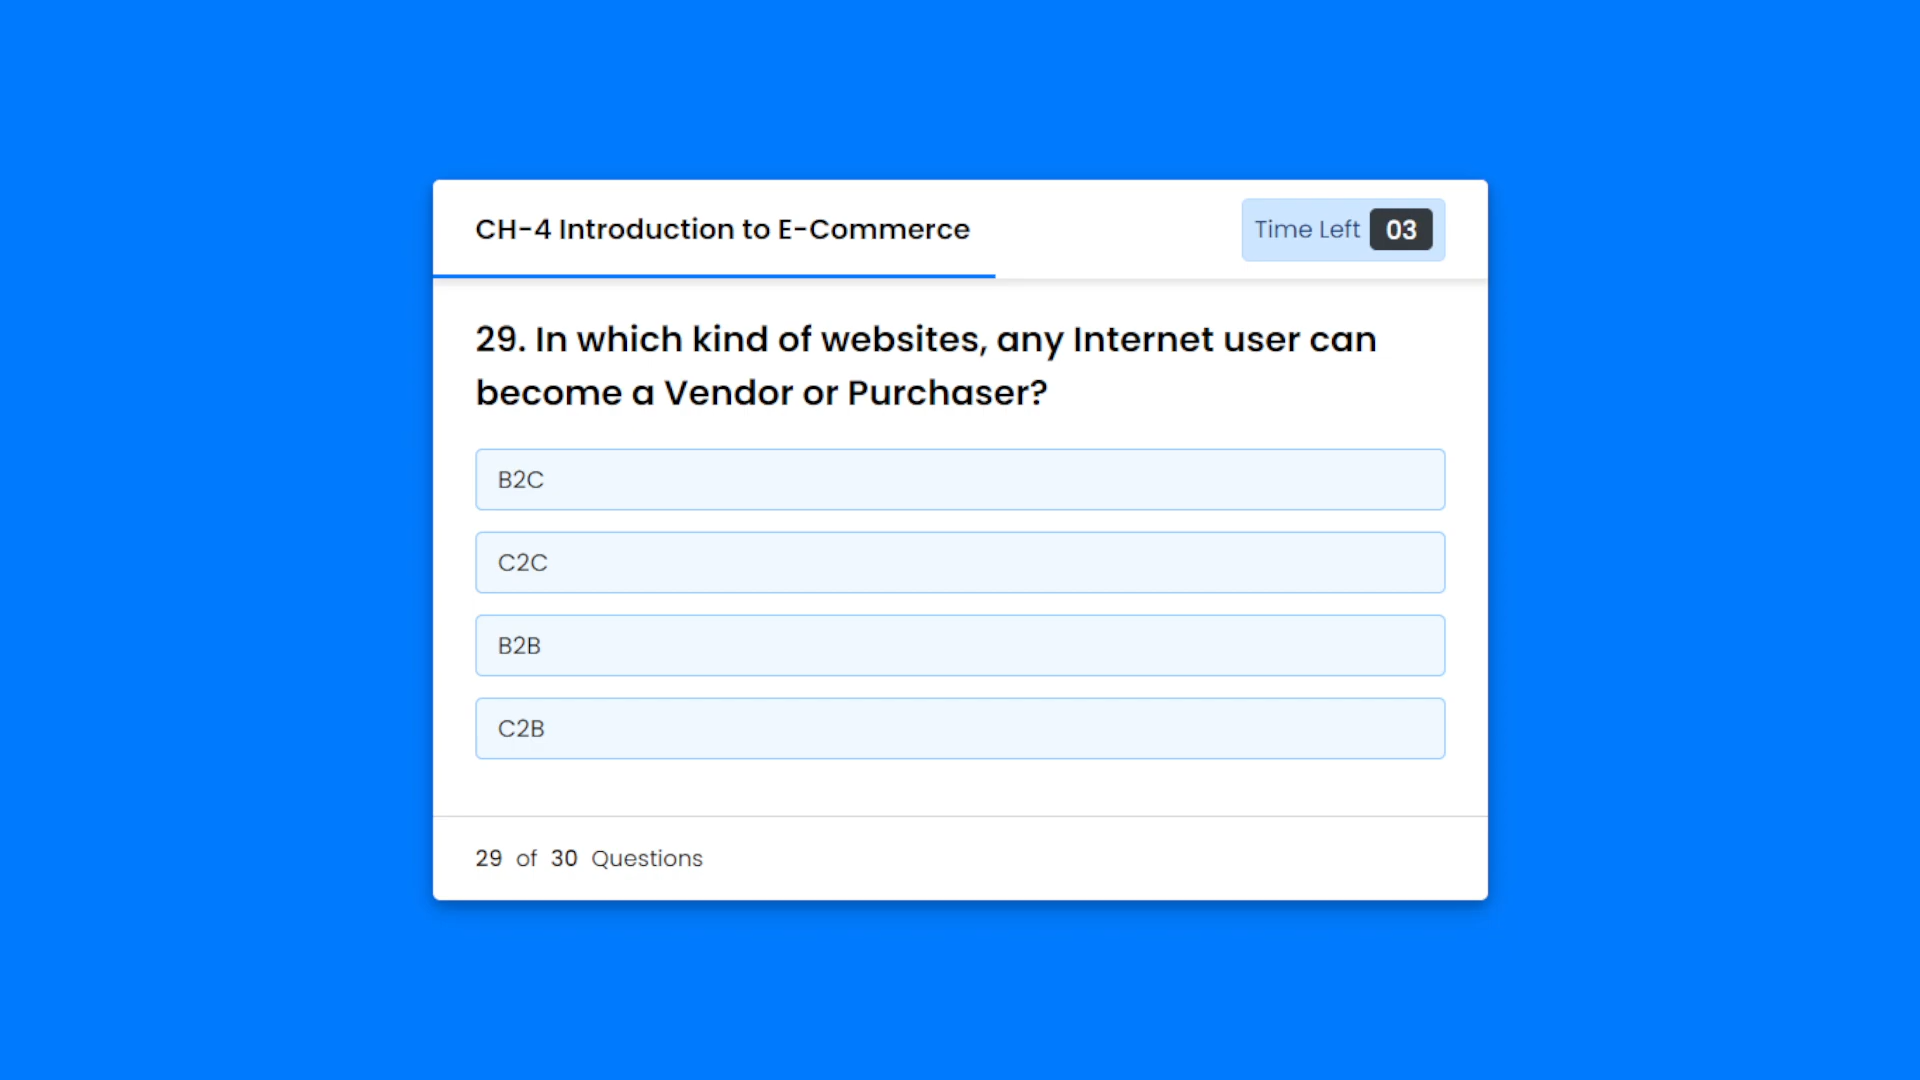 CH-4 Introduction to E-Commerce
Time Left 03
29. In which kind of websites, any Internet user can
become a Vendor or Purchaser?
B2C
C2C
B2B
C2B
29 of 30 Questions